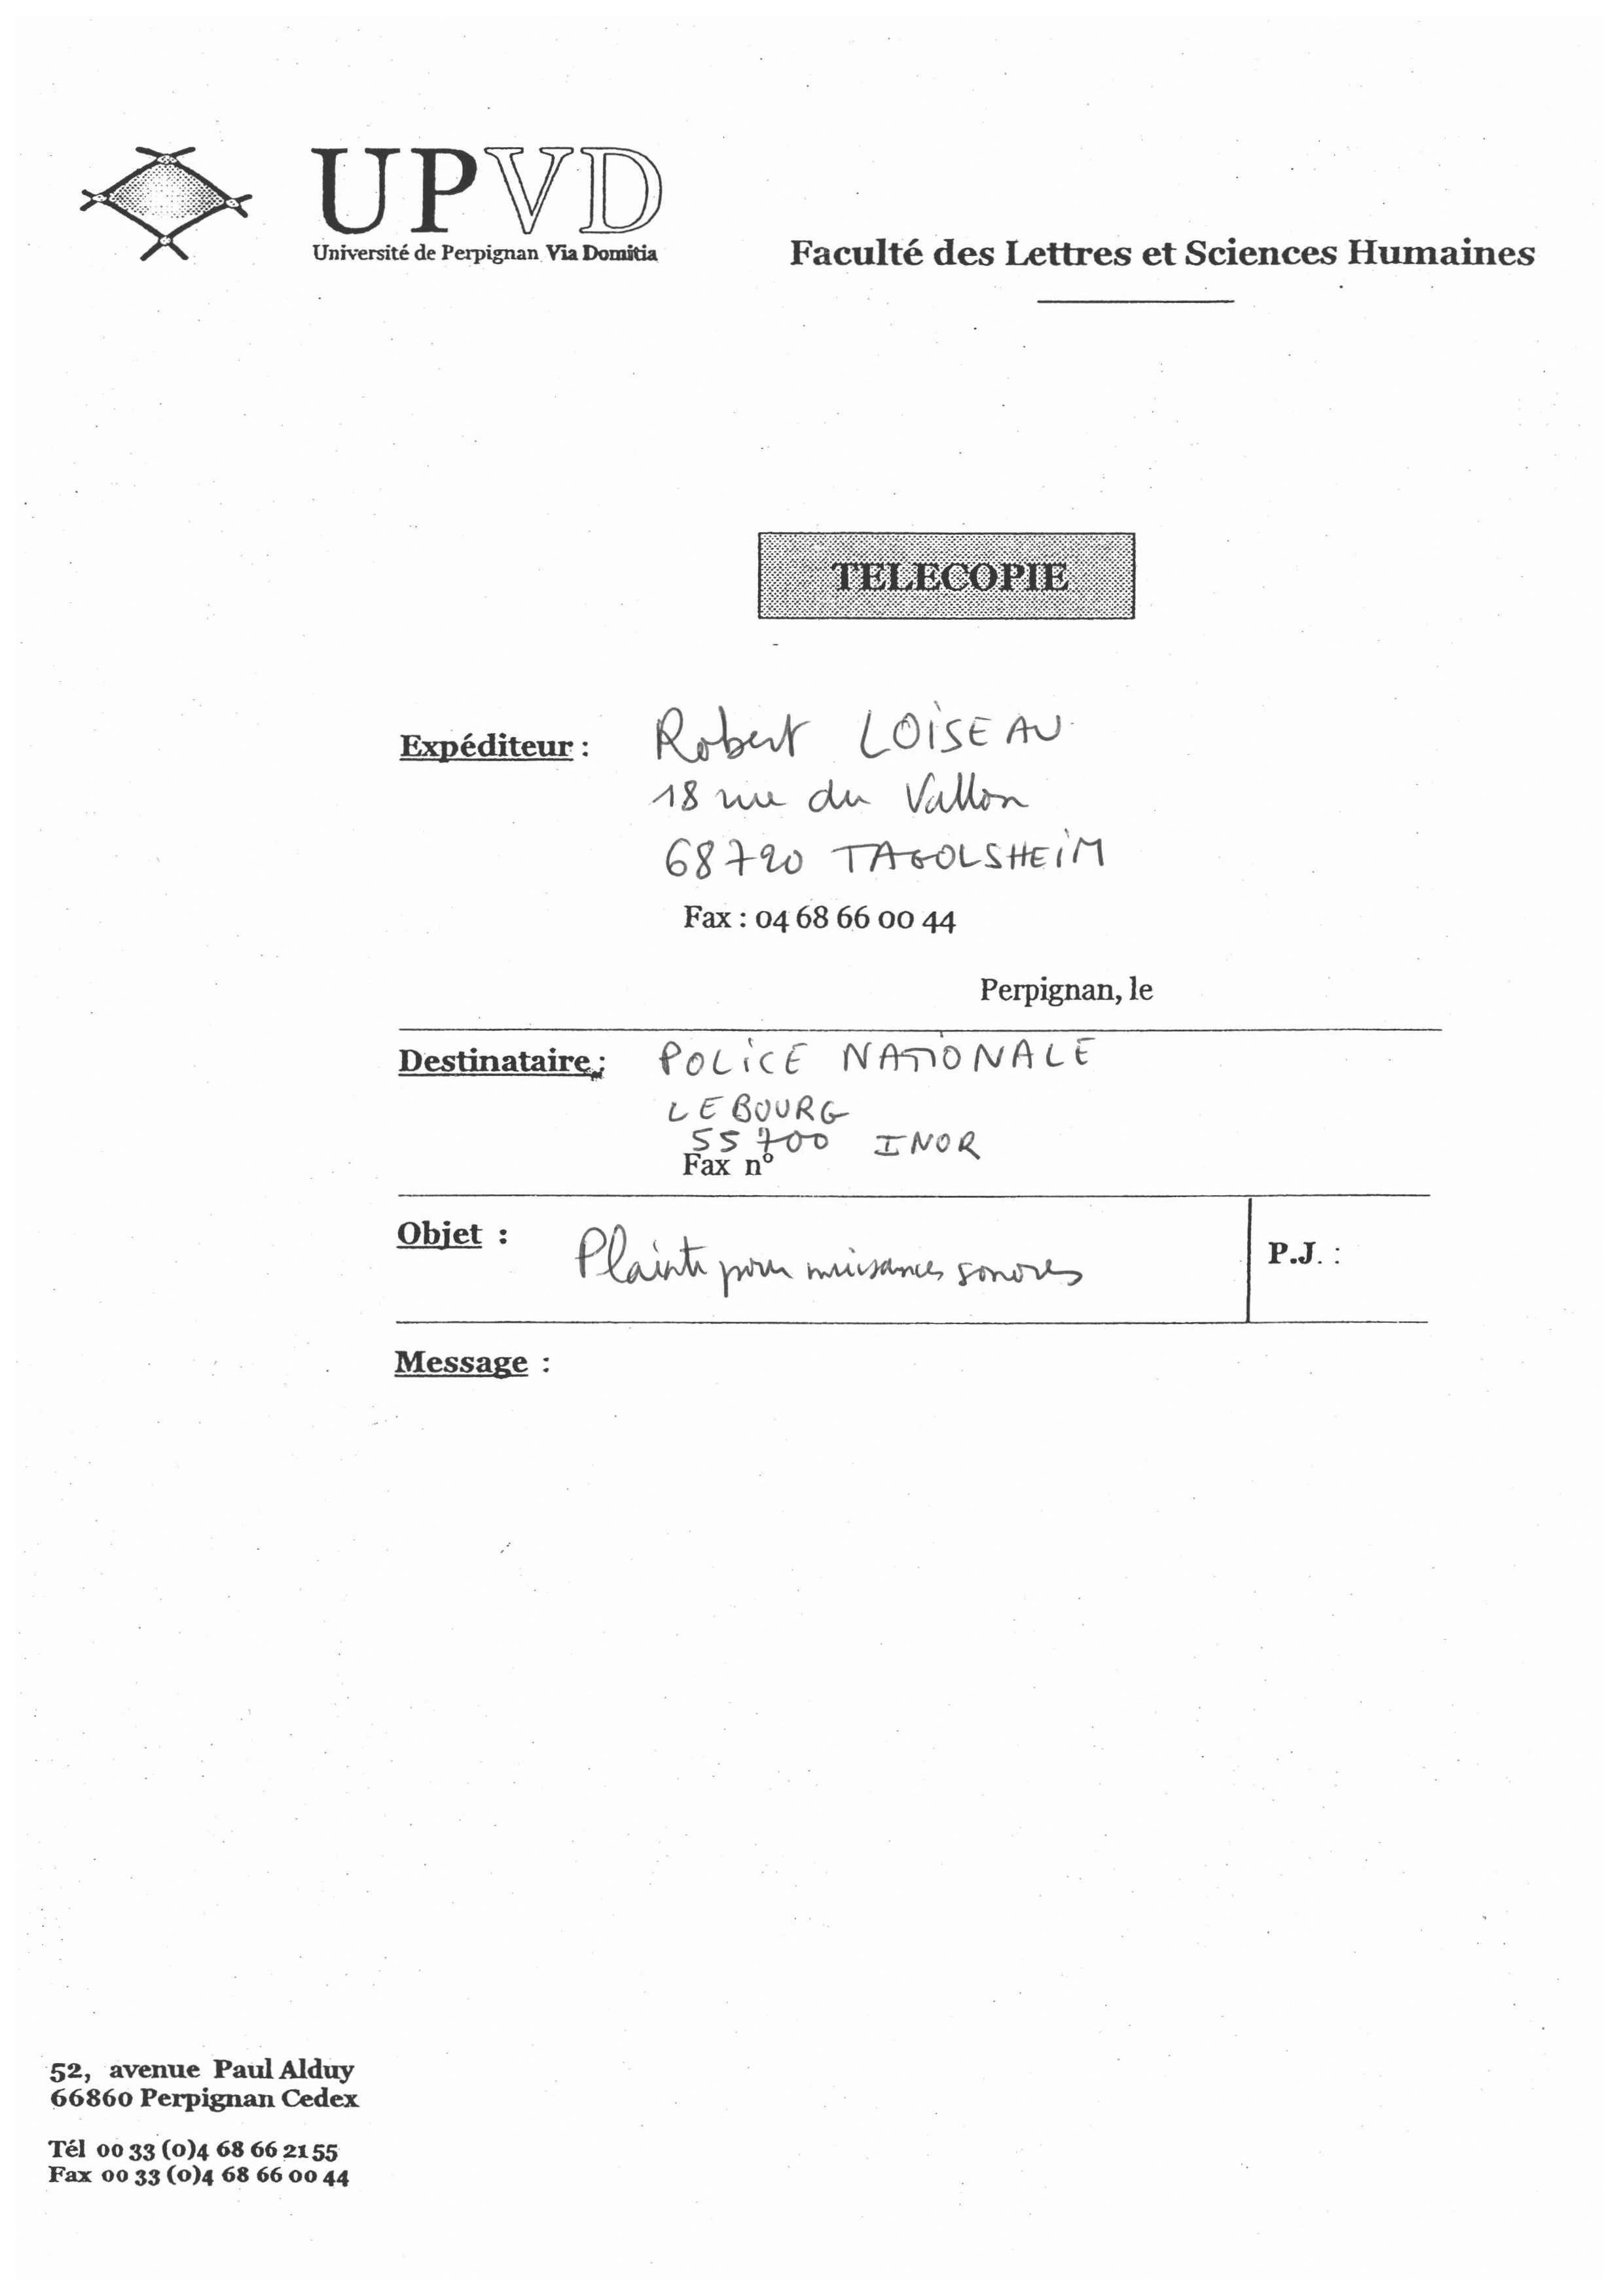 UPVD
Université de Perpignan Via Domitia
Faculté des Lettres et Sciences Humaines
TELECOPIE
Expéditeur : Robert LOISEAU
18 rue du Vallon
68720 TAGOLSHEIM
Fax : 04 68 66 00 44
Perpignan, le
Destinataire : POLICE NATIONALE
LE BOURG
55700 INOR
Fax n°
Objet : Plainte pour nuisances sonores
P.J. :
Message :
52, avenue Paul Alduy
66860 Perpignan Cedex
Tél 00 33 (0)4 68 66 21 55
Fax 00 33 (0)4 68 66 00 44